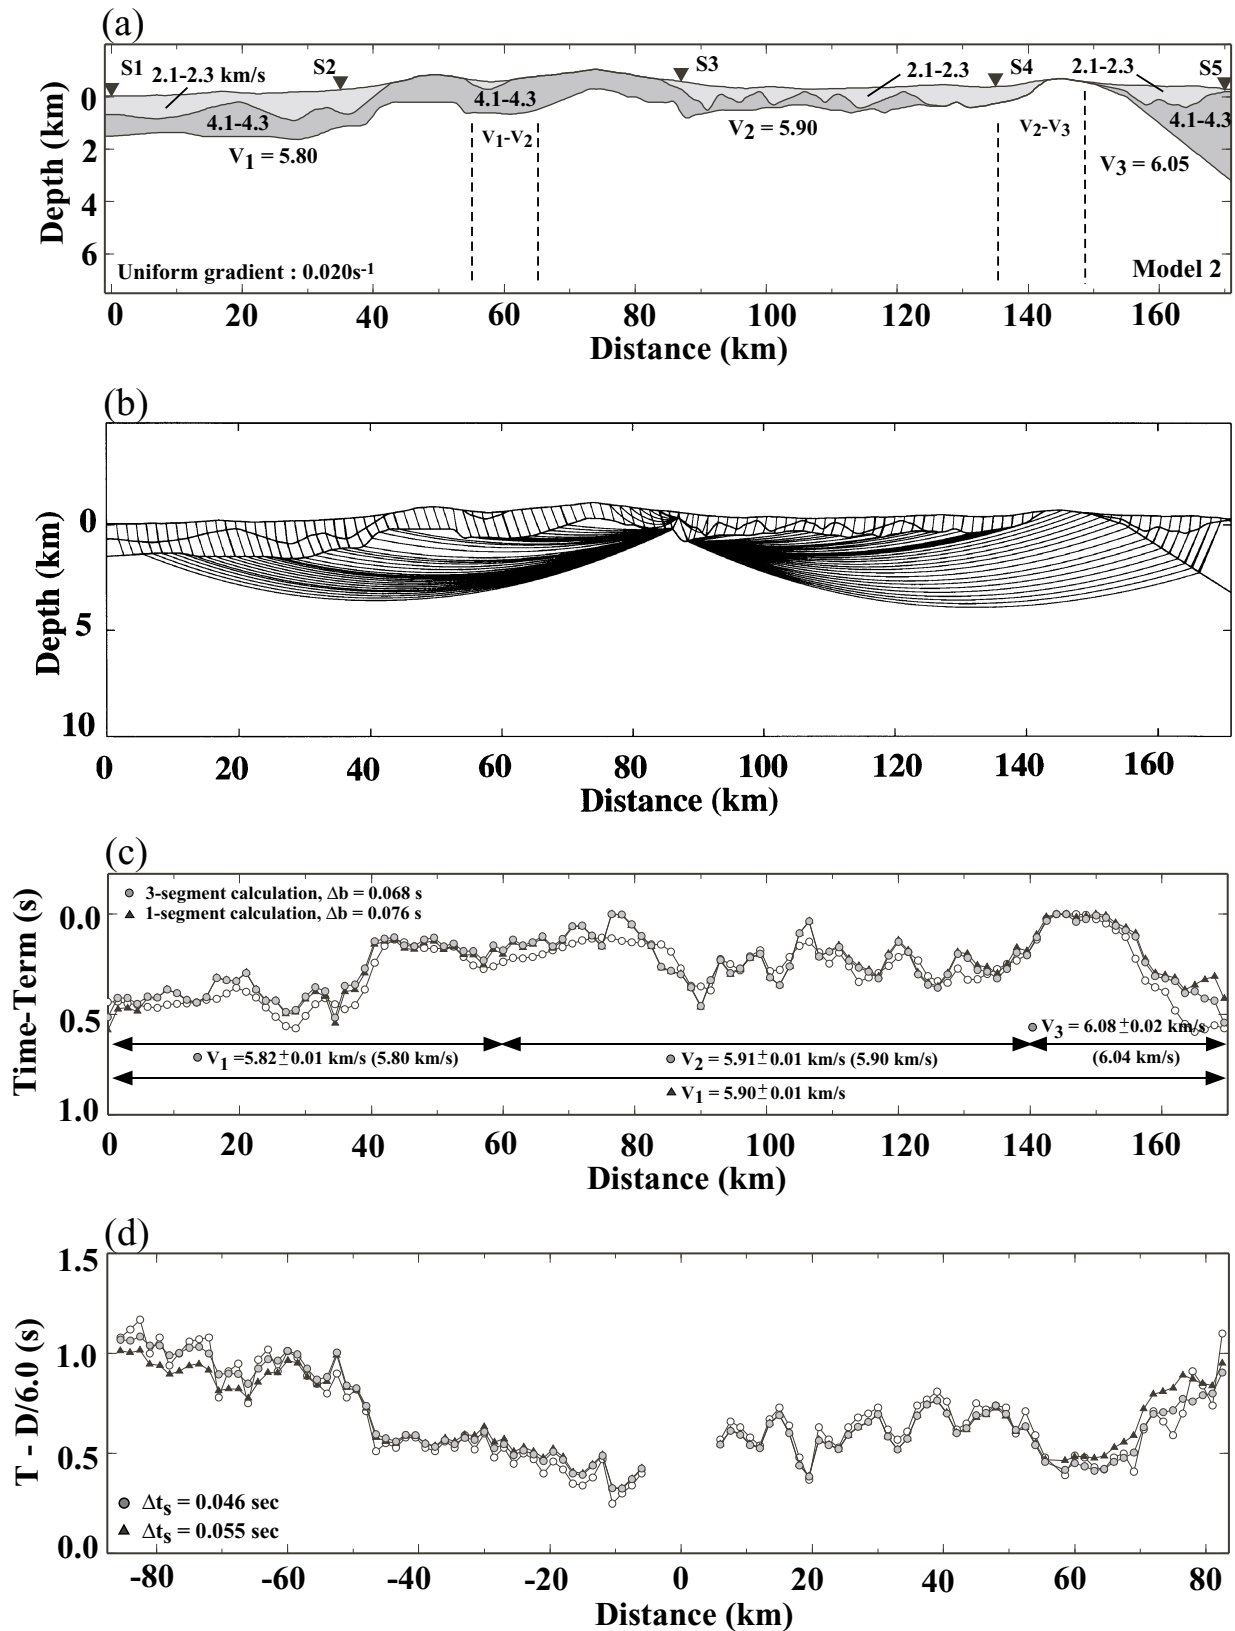 (a)
S1
2.1-2.3 km/s
S2
S3
2.1-2.3
S4
2.1-2.3
S5
0
2
4
6
Depth (km)
4.1-4.3
4.1-4.3
4.1-4.3
V1 = 5.80
V1-V2
V2 = 5.90
V2-V3
V3 = 6.05
Uniform gradient : 0.020s-1
Model 2
0 20 40 60 80 100 120 140 160
Distance (km)
(b)
0
5
10
Depth (km)
0 20 40 60 80 100 120 140 160
Distance (km)
(c)
0.0
0.5
1.0
Time-Term (s)
3-segment calculation, Δb = 0.068 s
1-segment calculation, Δb = 0.076 s
V3 = 6.08±0.02 km/s
(6.04 km/s)
V1 =5.82±0.01 km/s (5.80 km/s)
V2 = 5.91±0.01 km/s (5.90 km/s)
V1 = 5.90±0.01 km/s
0 20 40 60 80 100 120 140 160
Distance (km)
(d)
1.5
1.0
0.5
0.0
T - D/6.0 (s)
Δts = 0.046 sec
Δts = 0.055 sec
-80 -60 -40 -20 0 20 40 60 80
Distance (km)